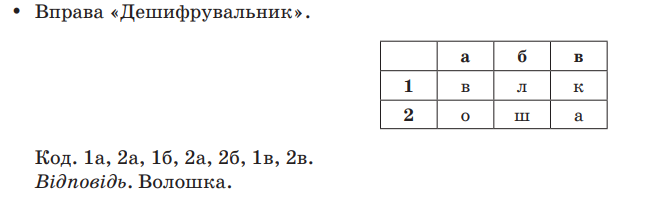 • Вправа «Дешифрувальник».
а б в
1 в л к
2 о ш а
Код. 1а, 2а, 1б, 2а, 2б, 1в, 2в.
Відповідь. Волошка.